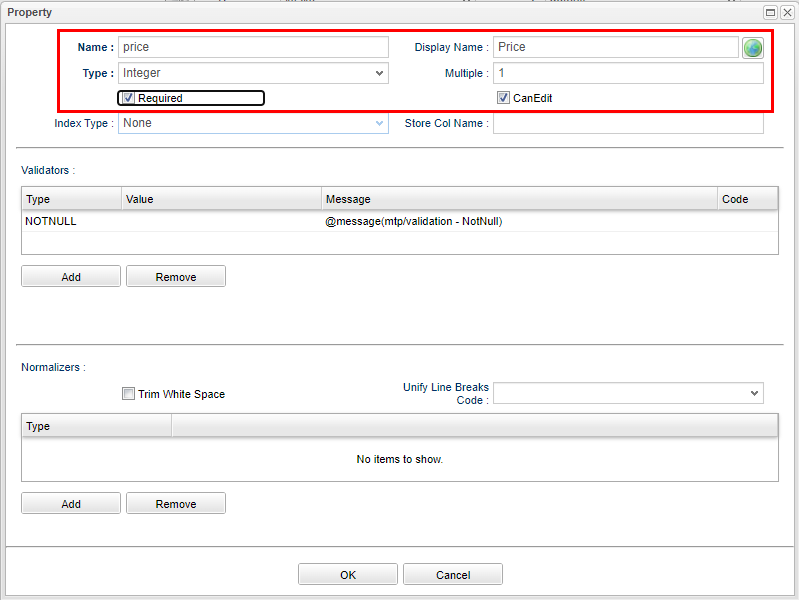 Property
Name : price Display Name : Price
Type : Integer Multiple : 1
Required CanEdit
Index Type : None Store Col Name :
Validators :
Type Value Message Code
NOTNULL @message(mtp/validation - NotNull)
Add Remove
Normalizers :
Trim White Space Unify Line Breaks
Code :
Type
No items to show.
Add Remove
OK Cancel